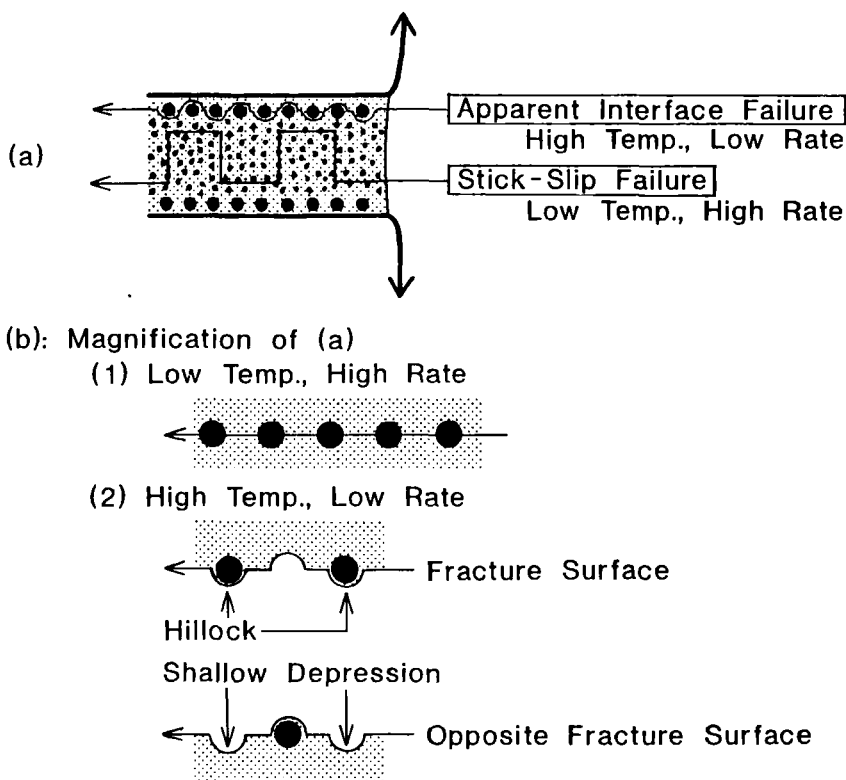 (a)
Apparent Interface Failure
High Temp., Low Rate
Stick-Slip Failure
Low Temp., High Rate
(b): Magnification of (a)
(1) Low Temp., High Rate
(2) High Temp., Low Rate
Fracture Surface
Hillock
Shallow Depression
Opposite Fracture Surface